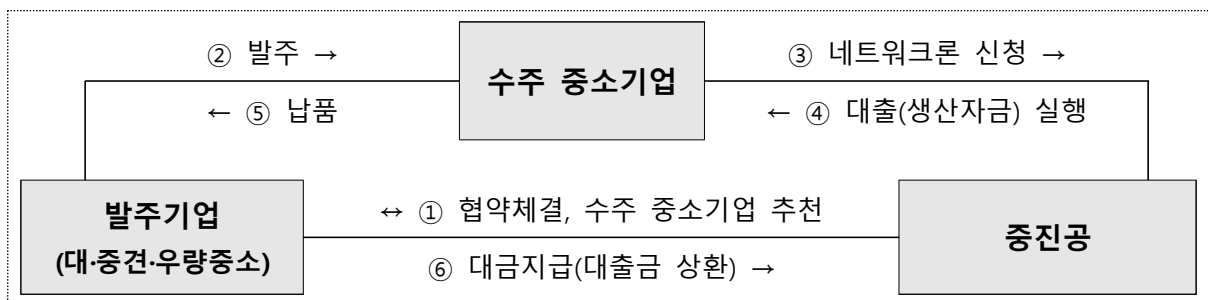 ② 발주 →
수주 중소기업
③ 네트워크론 신청 →
← ⑤ 납품
← ④ 대출(생산자금) 실행
발주기업
(대·중견·우량중소)
↔ ① 협약체결, 수주 중소기업 추천
중진공
⑥ 대금지급(대출금 상환) →